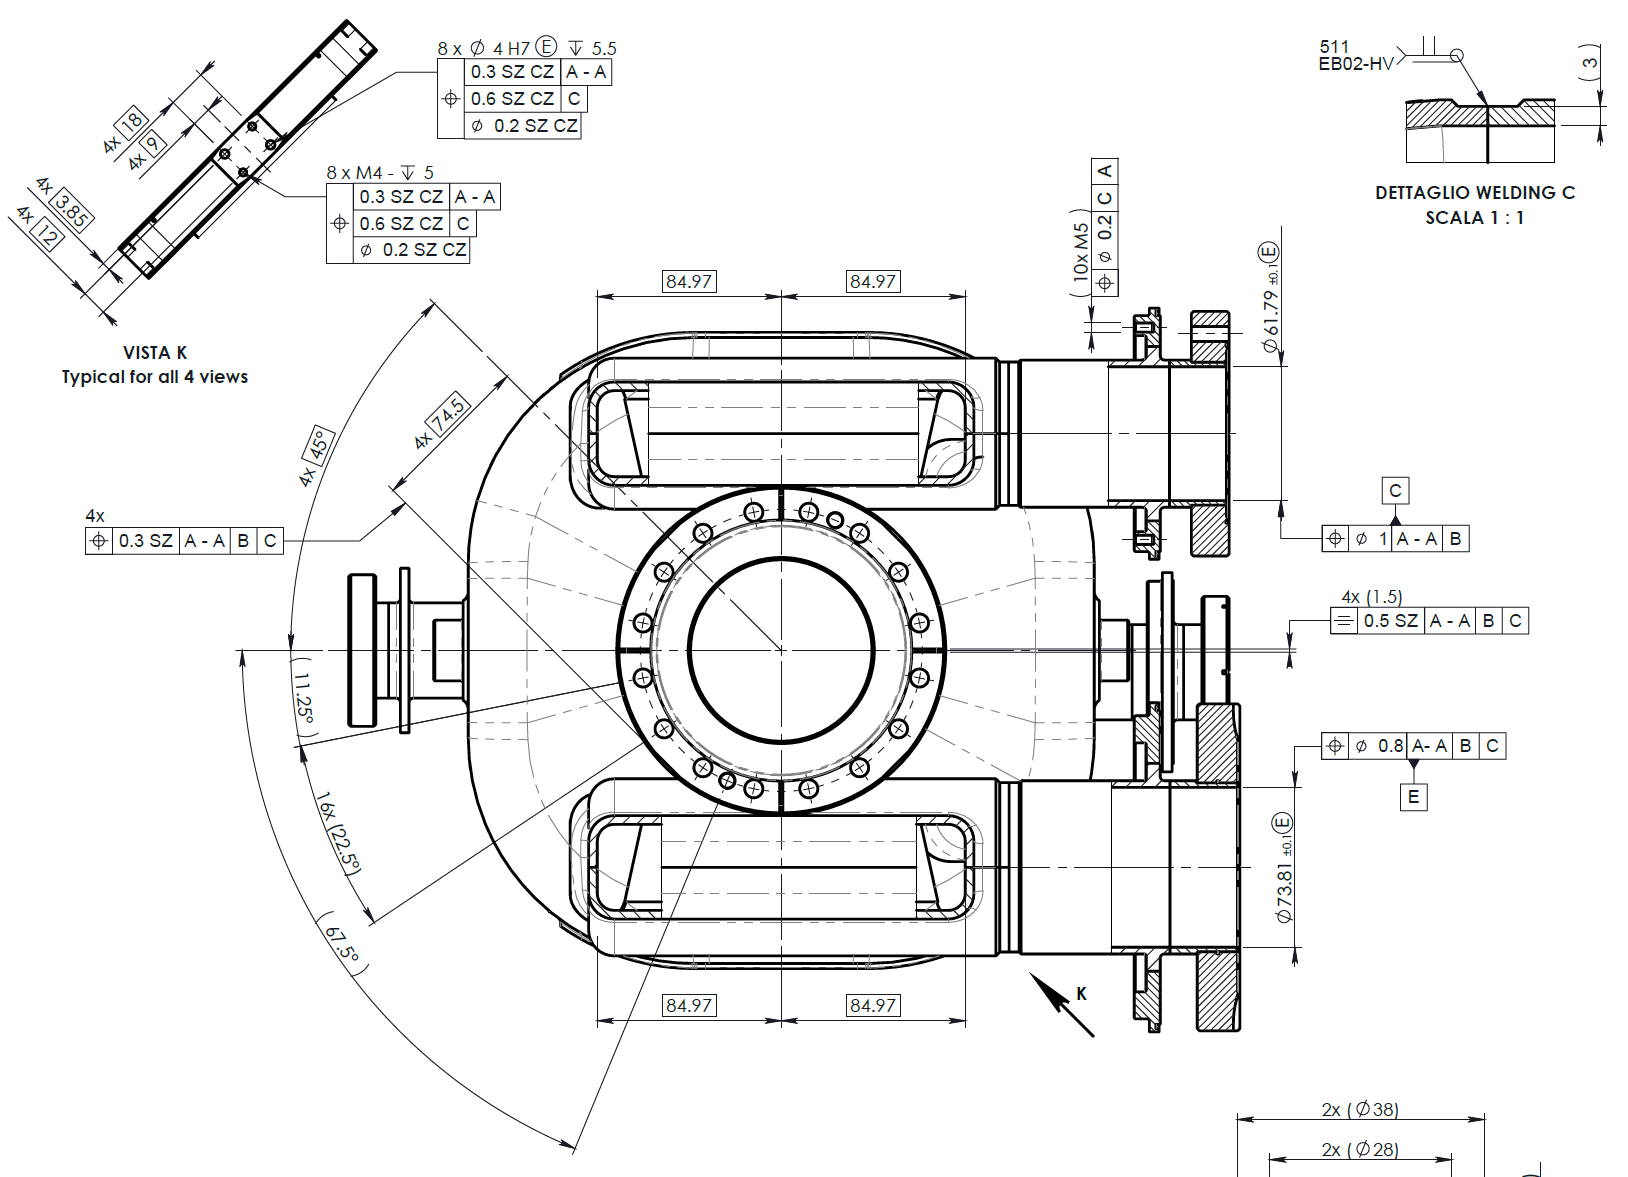 8 x ⌀ 4 H7 Ⓔ ↧ 5.5
⌖ 0.3 SZ CZ A - A
0.6 SZ CZ C
⌀ 0.2 SZ CZ
4x 18
4x 9
8 x M4 - ↧ 5
⌖ 0.3 SZ CZ A - A
0.6 SZ CZ C
⌀ 0.2 SZ CZ
4x 3.85
4x 12
VISTA K
Typical for all 4 views
511
EB02-HV
( 3 )
DETTAGLIO WELDING C
SCALA 1 : 1
( 10x M5 )
⌖ ⌀ 0.2 C A
⌀ 61.79 ±0.1 Ⓔ
84.97
84.97
4x 74.5
4x 45°
4x
⌖ 0.3 SZ A - A B C
C
⌖ ⌀ 1 A - A B
4x (1.5)
⌯ 0.5 SZ A - A B C
( 11.25° )
⌖ ⌀ 0.8 A- A B C
E
16x (22.5°)
⌀73.81 ±0.1 Ⓔ
( 67.5° )
84.97
84.97
K
2x ( ⌀38)
2x ( ⌀28)